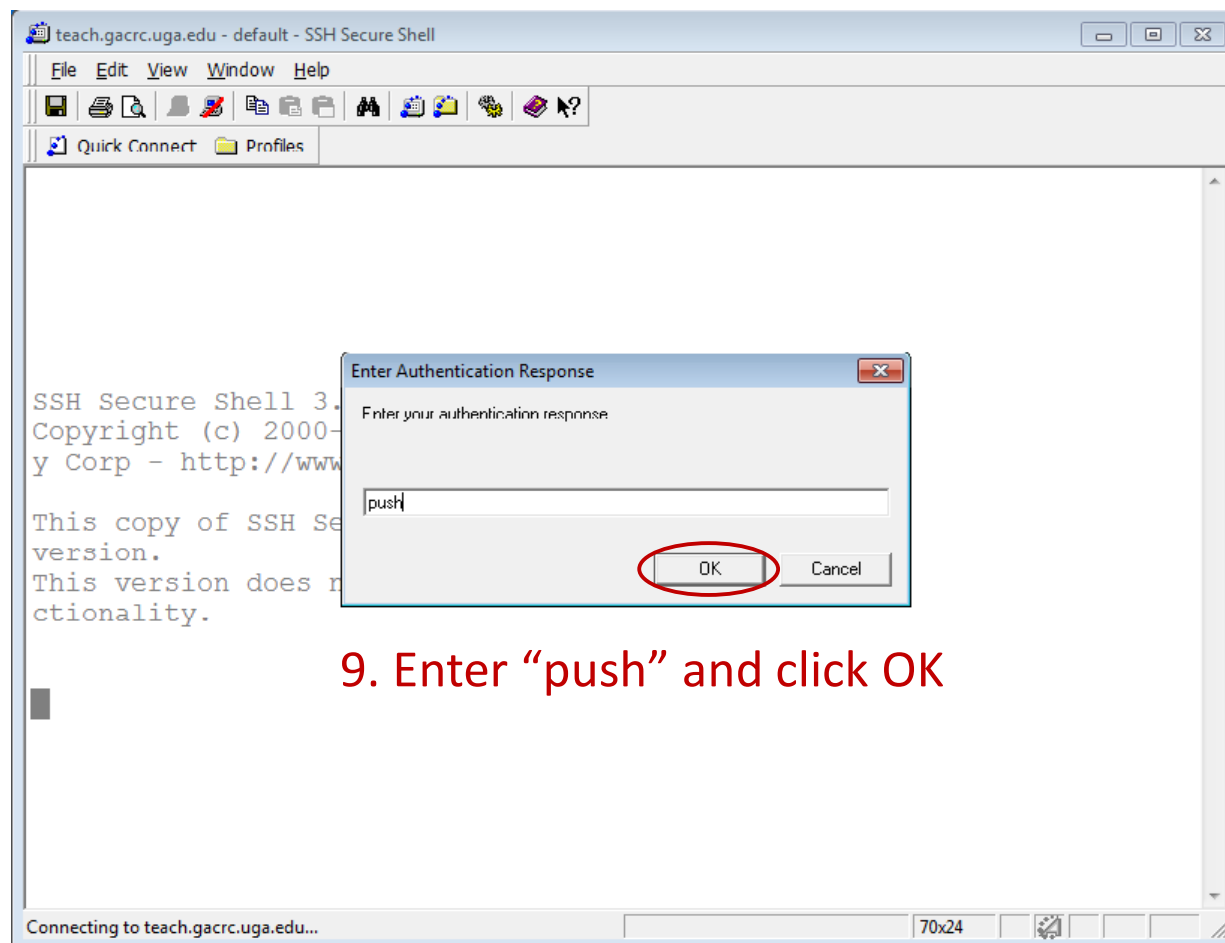 teach.gacrc.uga.edu - default - SSH Secure Shell
File Edit View Window Help
Quick Connect Profiles
Enter Authentication Response
Enter your authentication response
push
OK Cancel
SSH Secure Shell 3.
Copyright (c) 2000-
y Corp - http://www
This copy of SSH Se
version.
This version does n
ctionality.
9. Enter “push” and click OK
Connecting to teach.gacrc.uga.edu... 70x24